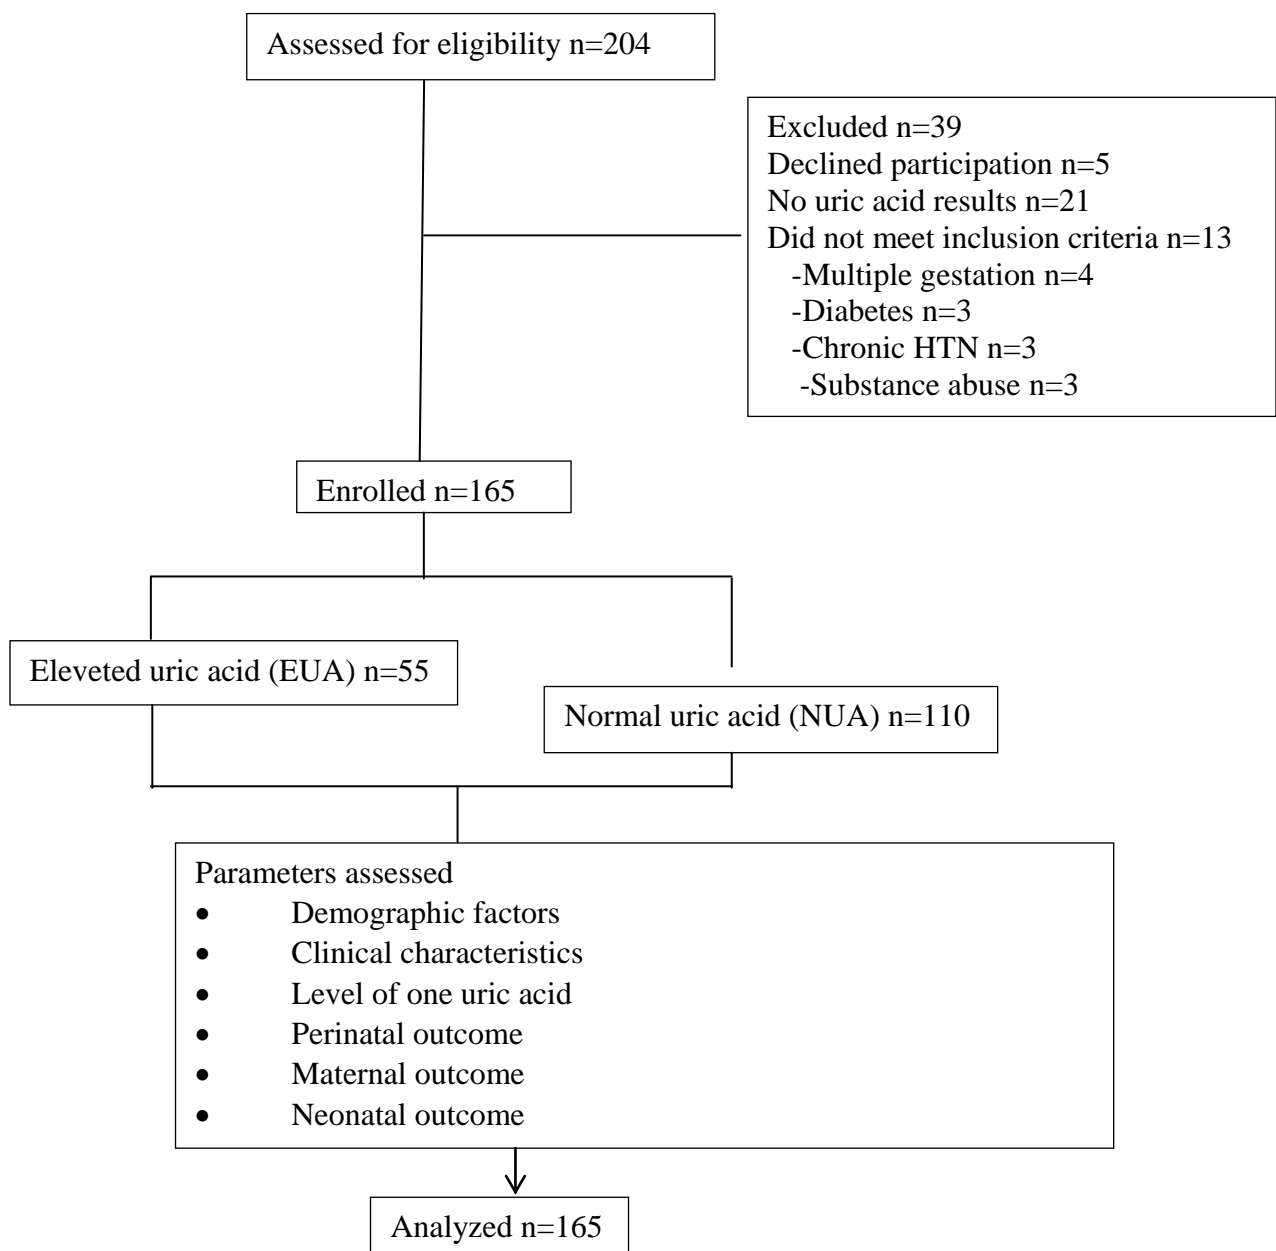 Assessed for eligibility n=204
Excluded n=39
Declined participation n=5
No uric acid results n=21
Did not meet inclusion criteria n=13
-Multiple gestation n=4
-Diabetes n=3
-Chronic HTN n=3
-Substance abuse n=3
Enrolled n=165
Eleveted uric acid (EUA) n=55
Normal uric acid (NUA) n=110
Parameters assessed
• Demographic factors
• Clinical characteristics
• Level of one uric acid
• Perinatal outcome
• Maternal outcome
• Neonatal outcome
Analyzed n=165